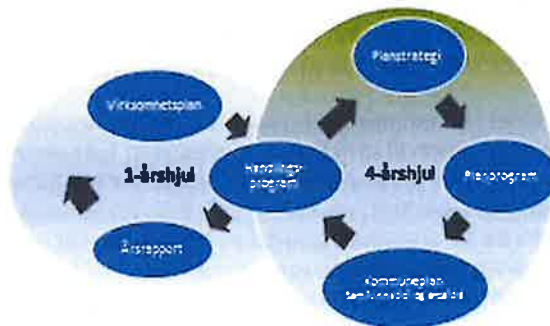 Planstrategi
Virksomhetsplan
1-årshjul
Handlings-
program
4-årshjul
Planprogram
Årsrapport
Kommuneplan